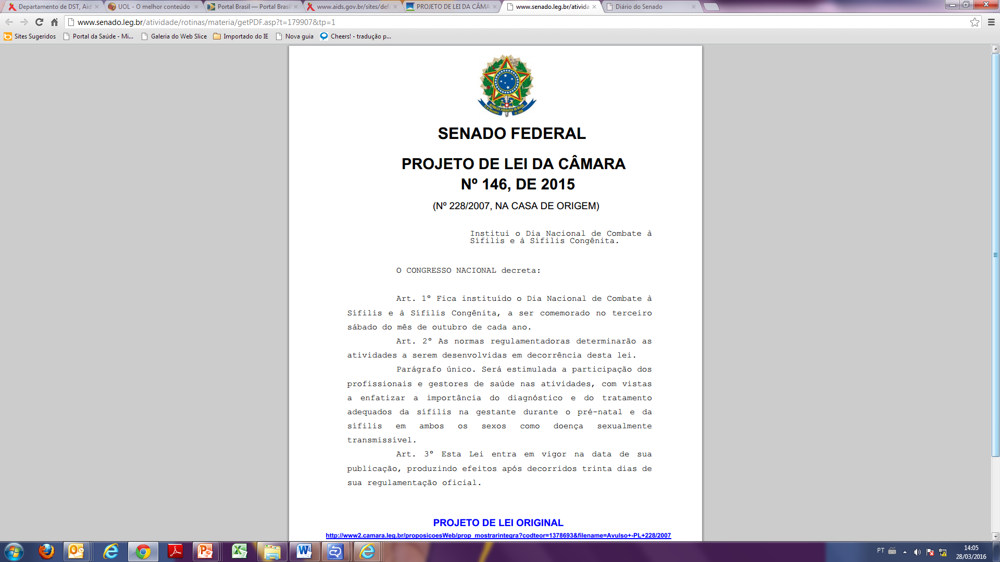 Departamento de DST, Aid
UOL - O melhor conteúdo
Portal Brasil — Portal Brasil
www.aids.gov.br/sites/def
PROJETO DE LEI DA CÂMA
www.senado.leg.br/ativida
Diário do Senado
www.senado.leg.br/atividade/rotinas/materia/getPDF.asp?t=179907&tp=1
Sites Sugeridos
Portal da Saúde - Mi...
Galeria do Web Slice
Importado do IE
Nova guia
Cheers! - tradução p...
REPÚBLICA FEDERATIVA DO BRASIL
SENADO FEDERAL
PROJETO DE LEI DA CÂMARA
Nº 146, DE 2015
(Nº 228/2007, NA CASA DE ORIGEM)
Institui o Dia Nacional de Combate à
Sífilis e à Sífilis Congênita.
O CONGRESSO NACIONAL decreta:
Art. 1º Fica instituído o Dia Nacional de Combate à
Sífilis e à Sífilis Congênita, a ser comemorado no terceiro
sábado do mês de outubro de cada ano.
Art. 2º As normas regulamentadoras determinarão as
atividades a serem desenvolvidas em decorrência desta lei.
Parágrafo único. Será estimulada a participação dos
profissionais e gestores de saúde nas atividades, com vistas
a enfatizar a importância do diagnóstico e do tratamento
adequados da sífilis na gestante durante o pré-natal e da
sífilis em ambos os sexos como doença sexualmente
transmissível.
Art. 3º Esta Lei entra em vigor na data de sua
publicação, produzindo efeitos após decorridos trinta dias de
sua regulamentação oficial.
PROJETO DE LEI ORIGINAL
http://www2.camara.leg.br/proposicoesWeb/prop_mostrarintegra?codteor=1378693&filename=Avulso+-PL+228/2007
PT
14:05
28/03/2016